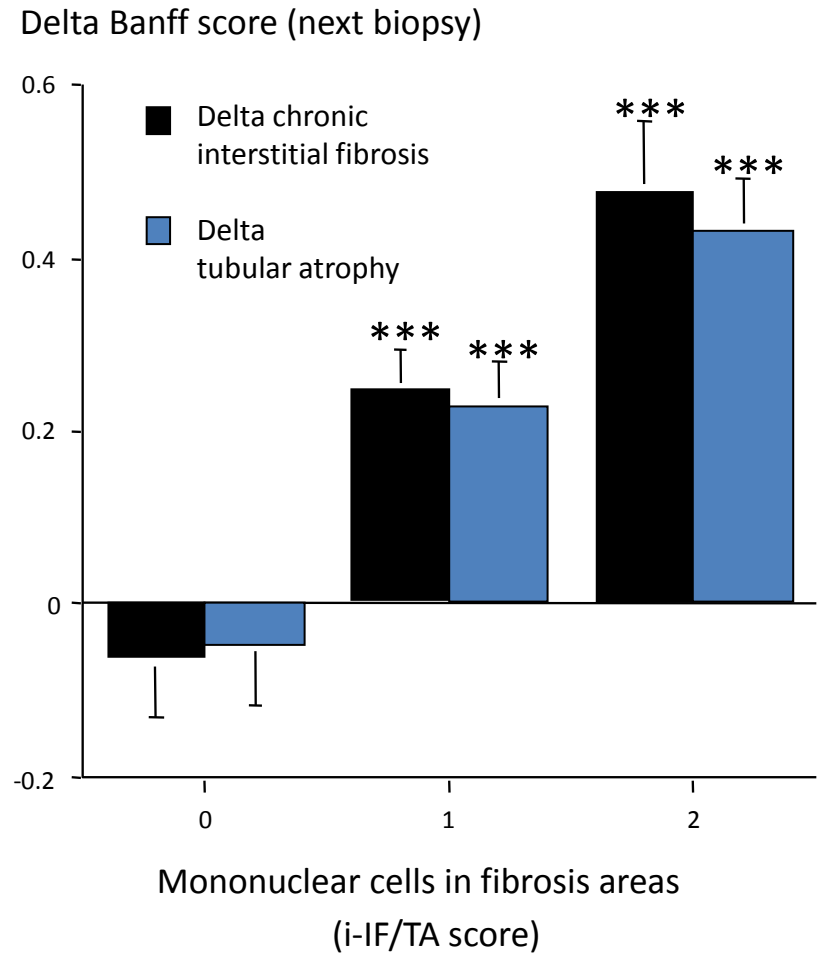 Delta Banff score (next biopsy)
0.6
Delta chronic
interstitial fibrosis
Delta
tubular atrophy
***
***
0.4
***
***
0.2
0
-0.2
0
1
2
Mononuclear cells in fibrosis areas
(i-IF/TA score)